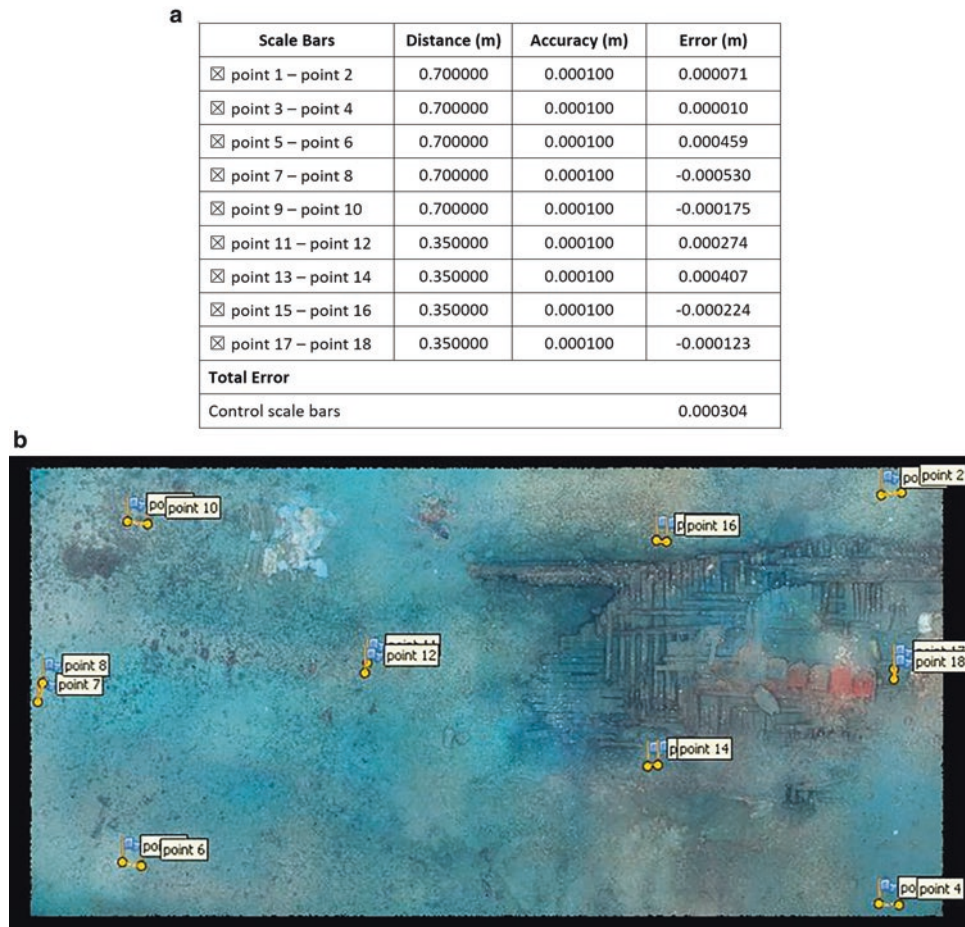 a
Scale Bars Distance (m) Accuracy (m) Error (m)
☒ point 1 – point 2 0.700000 0.000100 0.000071
☒ point 3 – point 4 0.700000 0.000100 0.000010
☒ point 5 – point 6 0.700000 0.000100 0.000459
☒ point 7 – point 8 0.700000 0.000100 -0.000530
☒ point 9 – point 10 0.700000 0.000100 -0.000175
☒ point 11 – point 12 0.350000 0.000100 0.000274
☒ point 13 – point 14 0.350000 0.000100 0.000407
☒ point 15 – point 16 0.350000 0.000100 -0.000224
☒ point 17 – point 18 0.350000 0.000100 -0.000123
Total Error
Control scale bars 0.000304
b
point 2
point 10
point 16
point 12
point 8
point 18
point 7
point 14
point 6
point 4